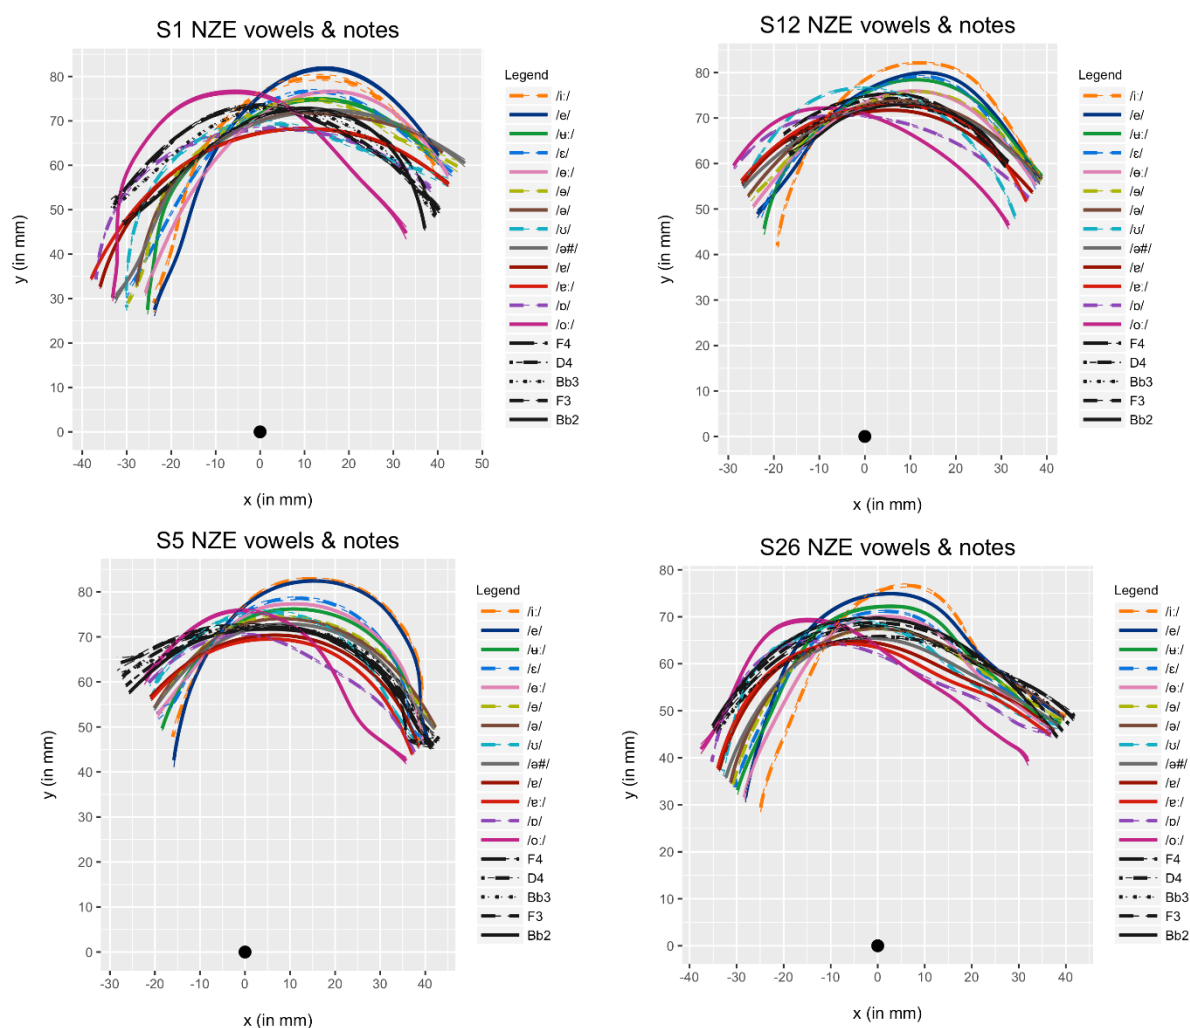 S1 NZE vowels & notes
y (in mm)
80
70
60
50
40
30
20
10
0
-40 -30 -20 -10 0 10 20 30 40 50
x (in mm)
Legend
/iː/
/e/
/ʉː/
/ɛ/
/ɵː/
/ɘ/
/ə/
/ʊ/
/ə#/
/ɐ/
/ɐː/
/ɒ/
/oː/
F4
D4
Bb3
F3
Bb2
S12 NZE vowels & notes
y (in mm)
80
70
60
50
40
30
20
10
0
-30 -20 -10 0 10 20 30 40
x (in mm)
Legend
/iː/
/e/
/ʉː/
/ɛ/
/ɵː/
/ɘ/
/ə/
/ʊ/
/ə#/
/ɐ/
/ɐː/
/ɒ/
/oː/
F4
D4
Bb3
F3
Bb2
S5 NZE vowels & notes
y (in mm)
80
70
60
50
40
30
20
10
0
-30 -20 -10 0 10 20 30 40
x (in mm)
Legend
/iː/
/e/
/ʉː/
/ɛ/
/ɵː/
/ɘ/
/ə/
/ʊ/
/ə#/
/ɐ/
/ɐː/
/ɒ/
/oː/
F4
D4
Bb3
F3
Bb2
S26 NZE vowels & notes
y (in mm)
80
70
60
50
40
30
20
10
0
-40 -30 -20 -10 0 10 20 30 40
x (in mm)
Legend
/iː/
/e/
/ʉː/
/ɛ/
/ɵː/
/ɘ/
/ə/
/ʊ/
/ə#/
/ɐ/
/ɐː/
/ɒ/
/oː/
F4
D4
Bb3
F3
Bb2